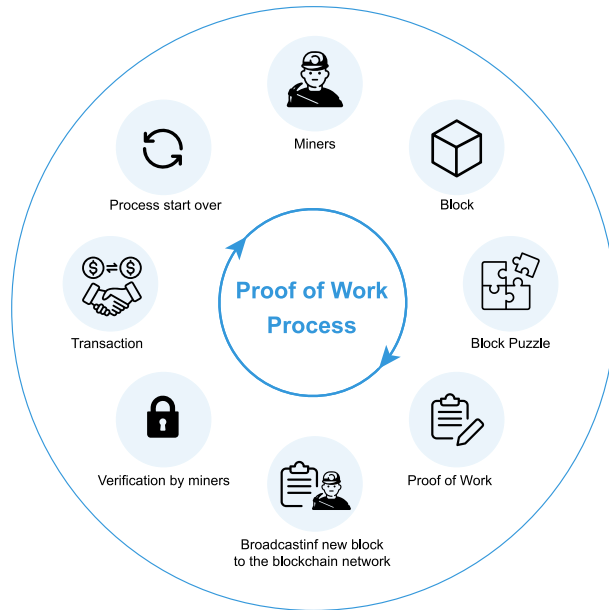 Miners
Process start over
Block
Proof of Work
Process
$ $
Transaction
Block Puzzle
Verification by miners
Proof of Work
Broadcastinf new block
to the blockchain network